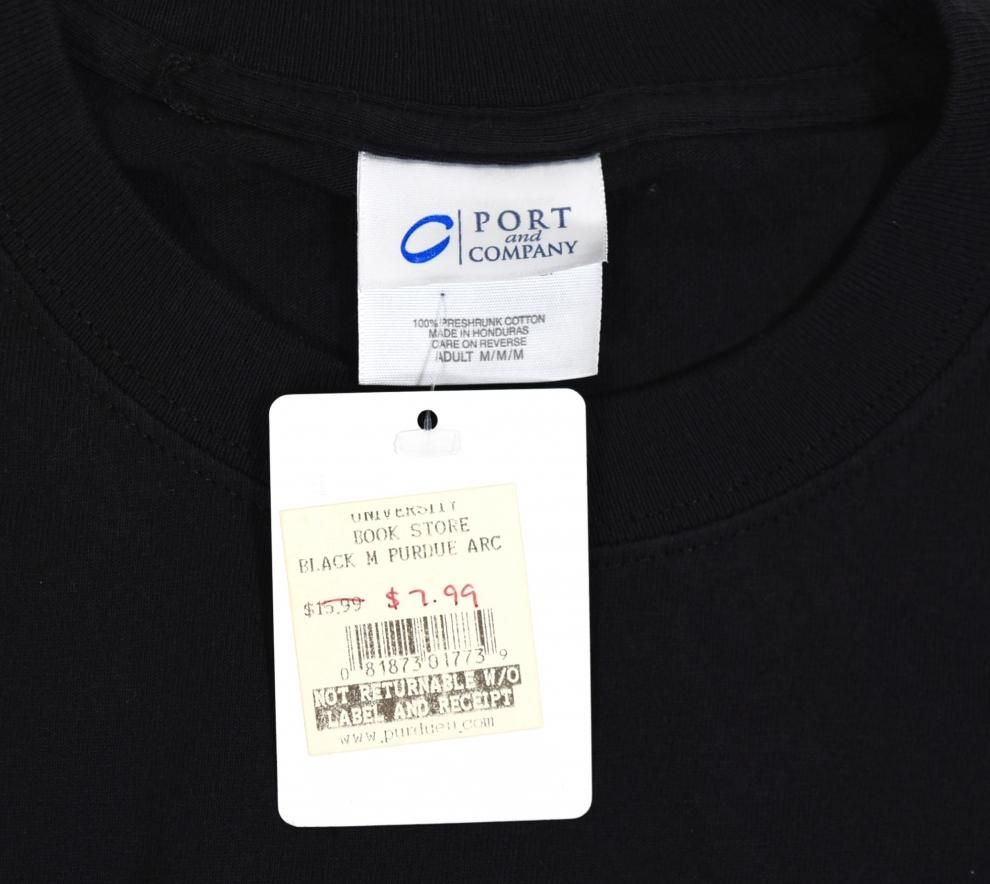 PORT
and
COMPANY
100% PRESHRUNK COTTON
MADE IN HONDURAS
CARE ON REVERSE
ADULT M/M/M
UNIVERSITY
BOOK STORE
BLACK M PURDUE ARC
$15.99 $7.99
0 81873 01773 9
NOT RETURNABLE W/O
LABEL AND RECEIPT
www.purdueu.com